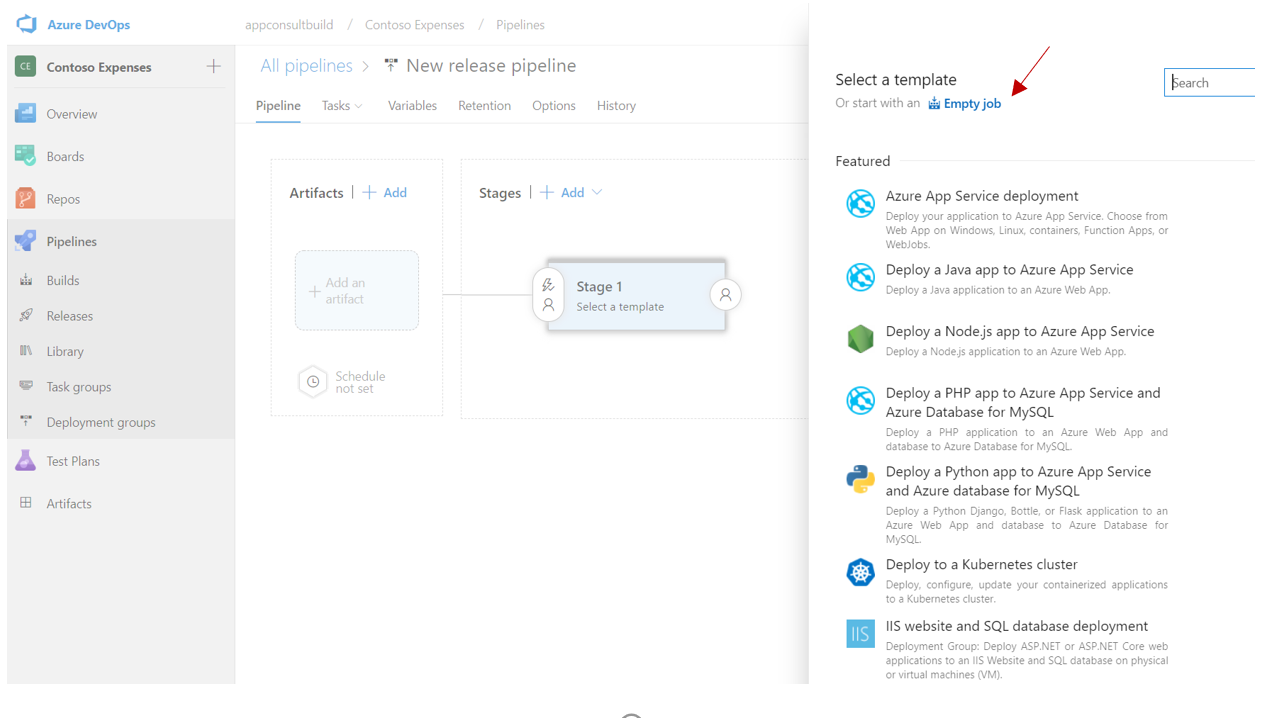 Azure DevOps
appconsultbuild / Contoso Expenses / Pipelines
CE Contoso Expenses
Overview
Boards
Repos
Pipelines
Builds
Releases
Library
Task groups
Deployment groups
Test Plans
Artifacts
All pipelines > New release pipeline
Pipeline Tasks Variables Retention Options History
Artifacts | + Add
+ Add an
artifact
Schedule
not set
Stages | + Add
Stage 1
Select a template
Select a template
Or start with an Empty job
Search
Featured
Azure App Service deployment
Deploy your application to Azure App Service. Choose from
Web App on Windows, Linux, containers, Function Apps, or
WebJobs.
Deploy a Java app to Azure App Service
Deploy a Java application to an Azure Web App.
Deploy a Node.js app to Azure App Service
Deploy a Node.js application to an Azure Web App.
Deploy a PHP app to Azure App Service and
Azure Database for MySQL
Deploy a PHP application to an Azure Web App and
database to Azure Database for MySQL.
Deploy a Python app to Azure App Service
and Azure database for MySQL
Deploy a Python Django, Bottle, or Flask application to an
Azure Web App and database to Azure Database for
MySQL.
Deploy to a Kubernetes cluster
Deploy, configure, update your containerized applications
to a Kubernetes cluster.
IIS
IIS website and SQL database deployment
Deployment Group: Deploy ASP.NET or ASP.NET Core web
applications to an IIS Website and SQL database on physical
or virtual machines (VM).